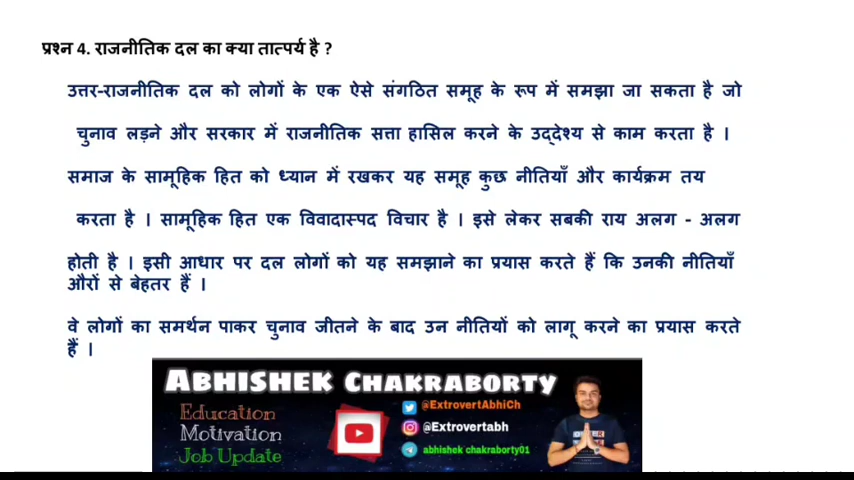 प्रश्न 4. राजनीतिक दल का क्या तात्पर्य है ?
उत्तर-राजनीतिक दल को लोगों के एक ऐसे संगठित समूह के रूप में समझा जा सकता है जो
चुनाव लड़ने और सरकार में राजनीतिक सत्ता हासिल करने के उद्देश्य से काम करता है ।
समाज के सामूहिक हित को ध्यान में रखकर यह समूह कुछ नीतियाँ और कार्यक्रम तय
करता है । सामूहिक हित एक विवादास्पद विचार है । इसे लेकर सबकी राय अलग - अलग
होती है । इसी आधार पर दल लोगों को यह समझाने का प्रयास करते हैं कि उनकी नीतियाँ
औरों से बेहतर हैं ।
वे लोगों का समर्थन पाकर चुनाव जीतने के बाद उन नीतियों को लागू करने का प्रयास करते
हैं ।
ABHISHEK CHAKRABORTY
Education
Motivation
Job Update
@ExtrovertAbhiCh
@Extrovertabh
abhishek chakraborty01